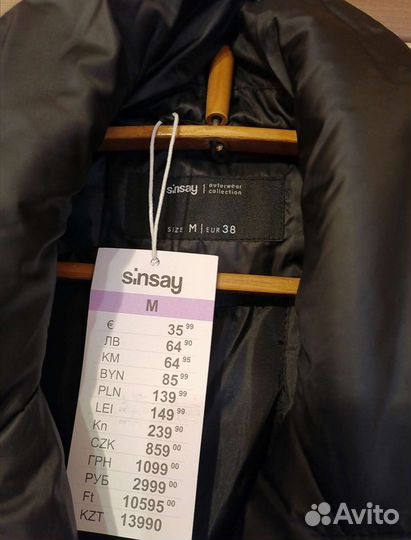 sinsay | outerwear collection
SIZE M | EUR 38
sinsay
M
€ 35 99
ЛВ 64 90
KM 64 95
BYN 85 99
PLN 139 99
LEI 149 99
Kn 239 90
CZK 859 00
ГРН 1099 00
РУБ 2999 00
Ft 10595 00
KZT 13990
Avito